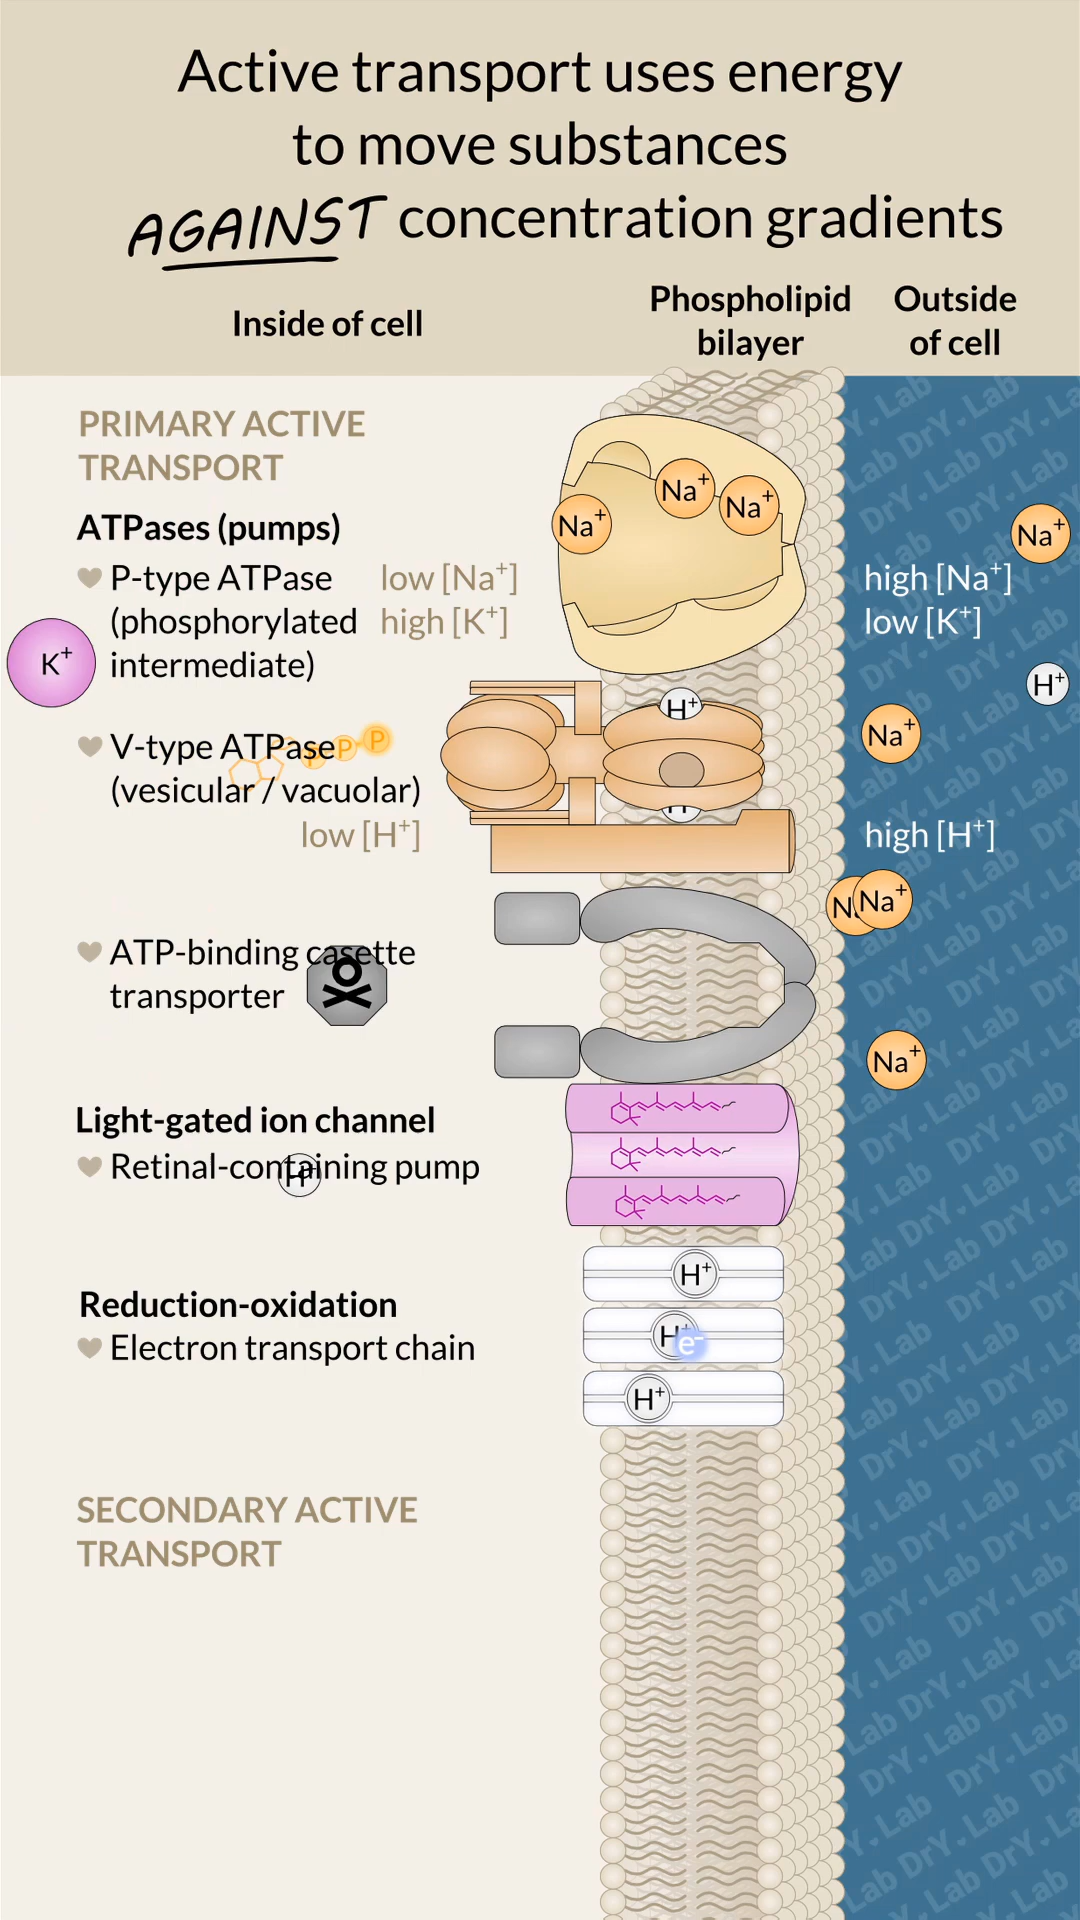 Active transport uses energy
to move substances
AGAINST concentration gradients
Inside of cell
Phospholipid
bilayer
Outside
of cell
PRIMARY ACTIVE
TRANSPORT
ATPases (pumps)
P-type ATPase
(phosphorylated
intermediate)
low [Na⁺]
high [K⁺]
high [Na⁺]
low [K⁺]
Na⁺
Na⁺
Na⁺
Na⁺
K⁺
H⁺
H⁺
Na⁺
V-type ATPase
(vesicular / vacuolar)
P
P
P
low [H⁺]
high [H⁺]
Na⁺
ATP-binding casette
transporter
Na⁺
Light-gated ion channel
Retinal-containing pump
H⁺
Reduction-oxidation
Electron transport chain
H⁺
H⁺
e⁻
H⁺
SECONDARY ACTIVE
TRANSPORT
DrY Lab